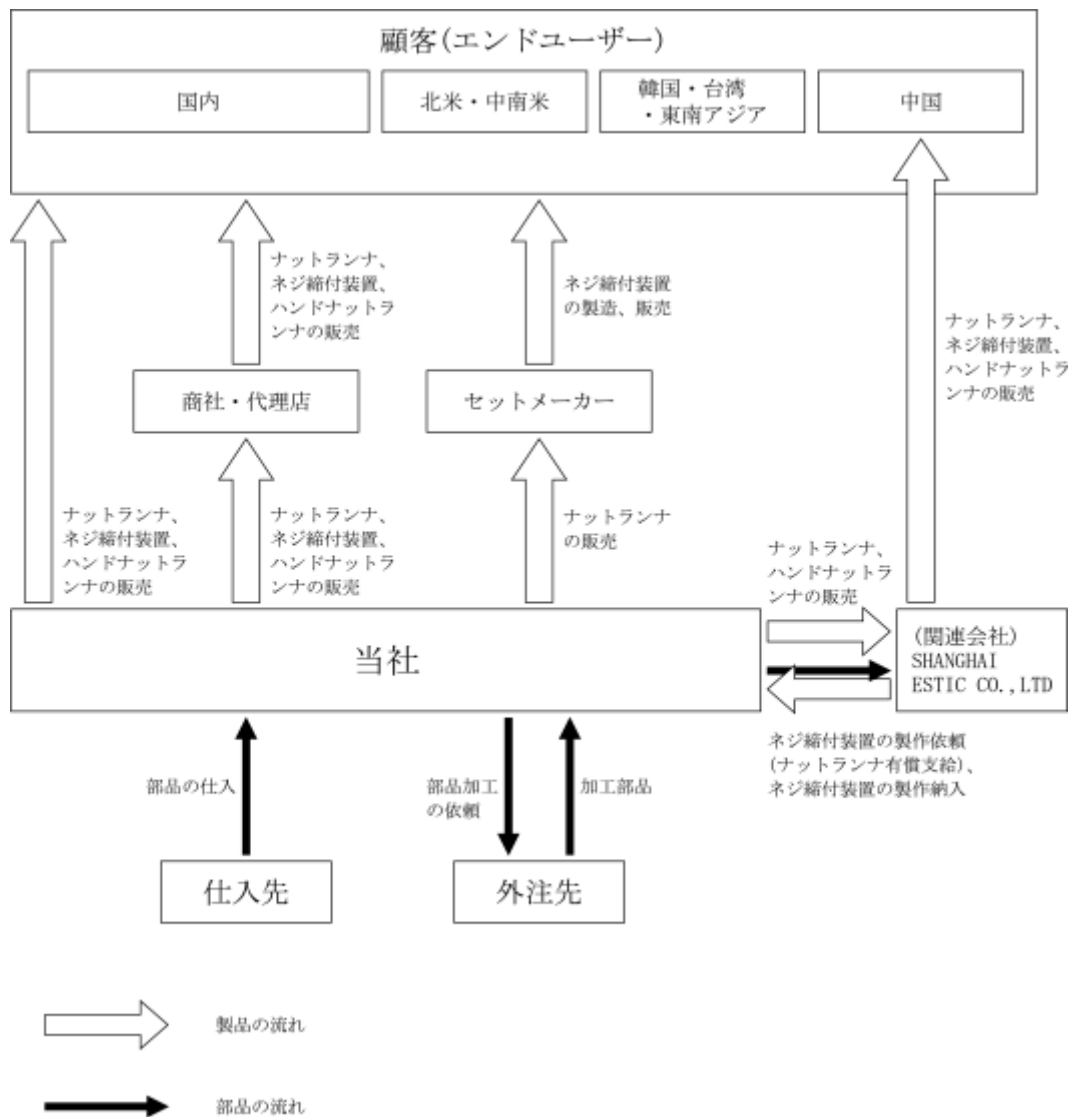 顧客(エンドユーザー)
国内
北米・中南米
韓国・台湾
・東南アジア
中国
ナットランナ、
ネジ締付装置、
ハンドナットラ
ンナの販売
ネジ締付装置
の製造、販売
ナットランナ、
ネジ締付装置、
ハンドナットラ
ンナの販売
商社・代理店
セットメーカー
ナットランナ、
ネジ締付装置、
ハンドナットラ
ンナの販売
ナットランナ、
ネジ締付装置、
ハンドナットラ
ンナの販売
ナットランナ
の販売
ナットランナ、
ハンドナットラ
ンナの販売
当社
(関連会社)
SHANGHAI
ESTIC CO.,LTD
ネジ締付装置の製作依頼
(ナットランナ有償支給)、
ネジ締付装置の製作納入
部品の仕入
部品加工
の依頼
加工部品
仕入先
外注先
製品の流れ
部品の流れ